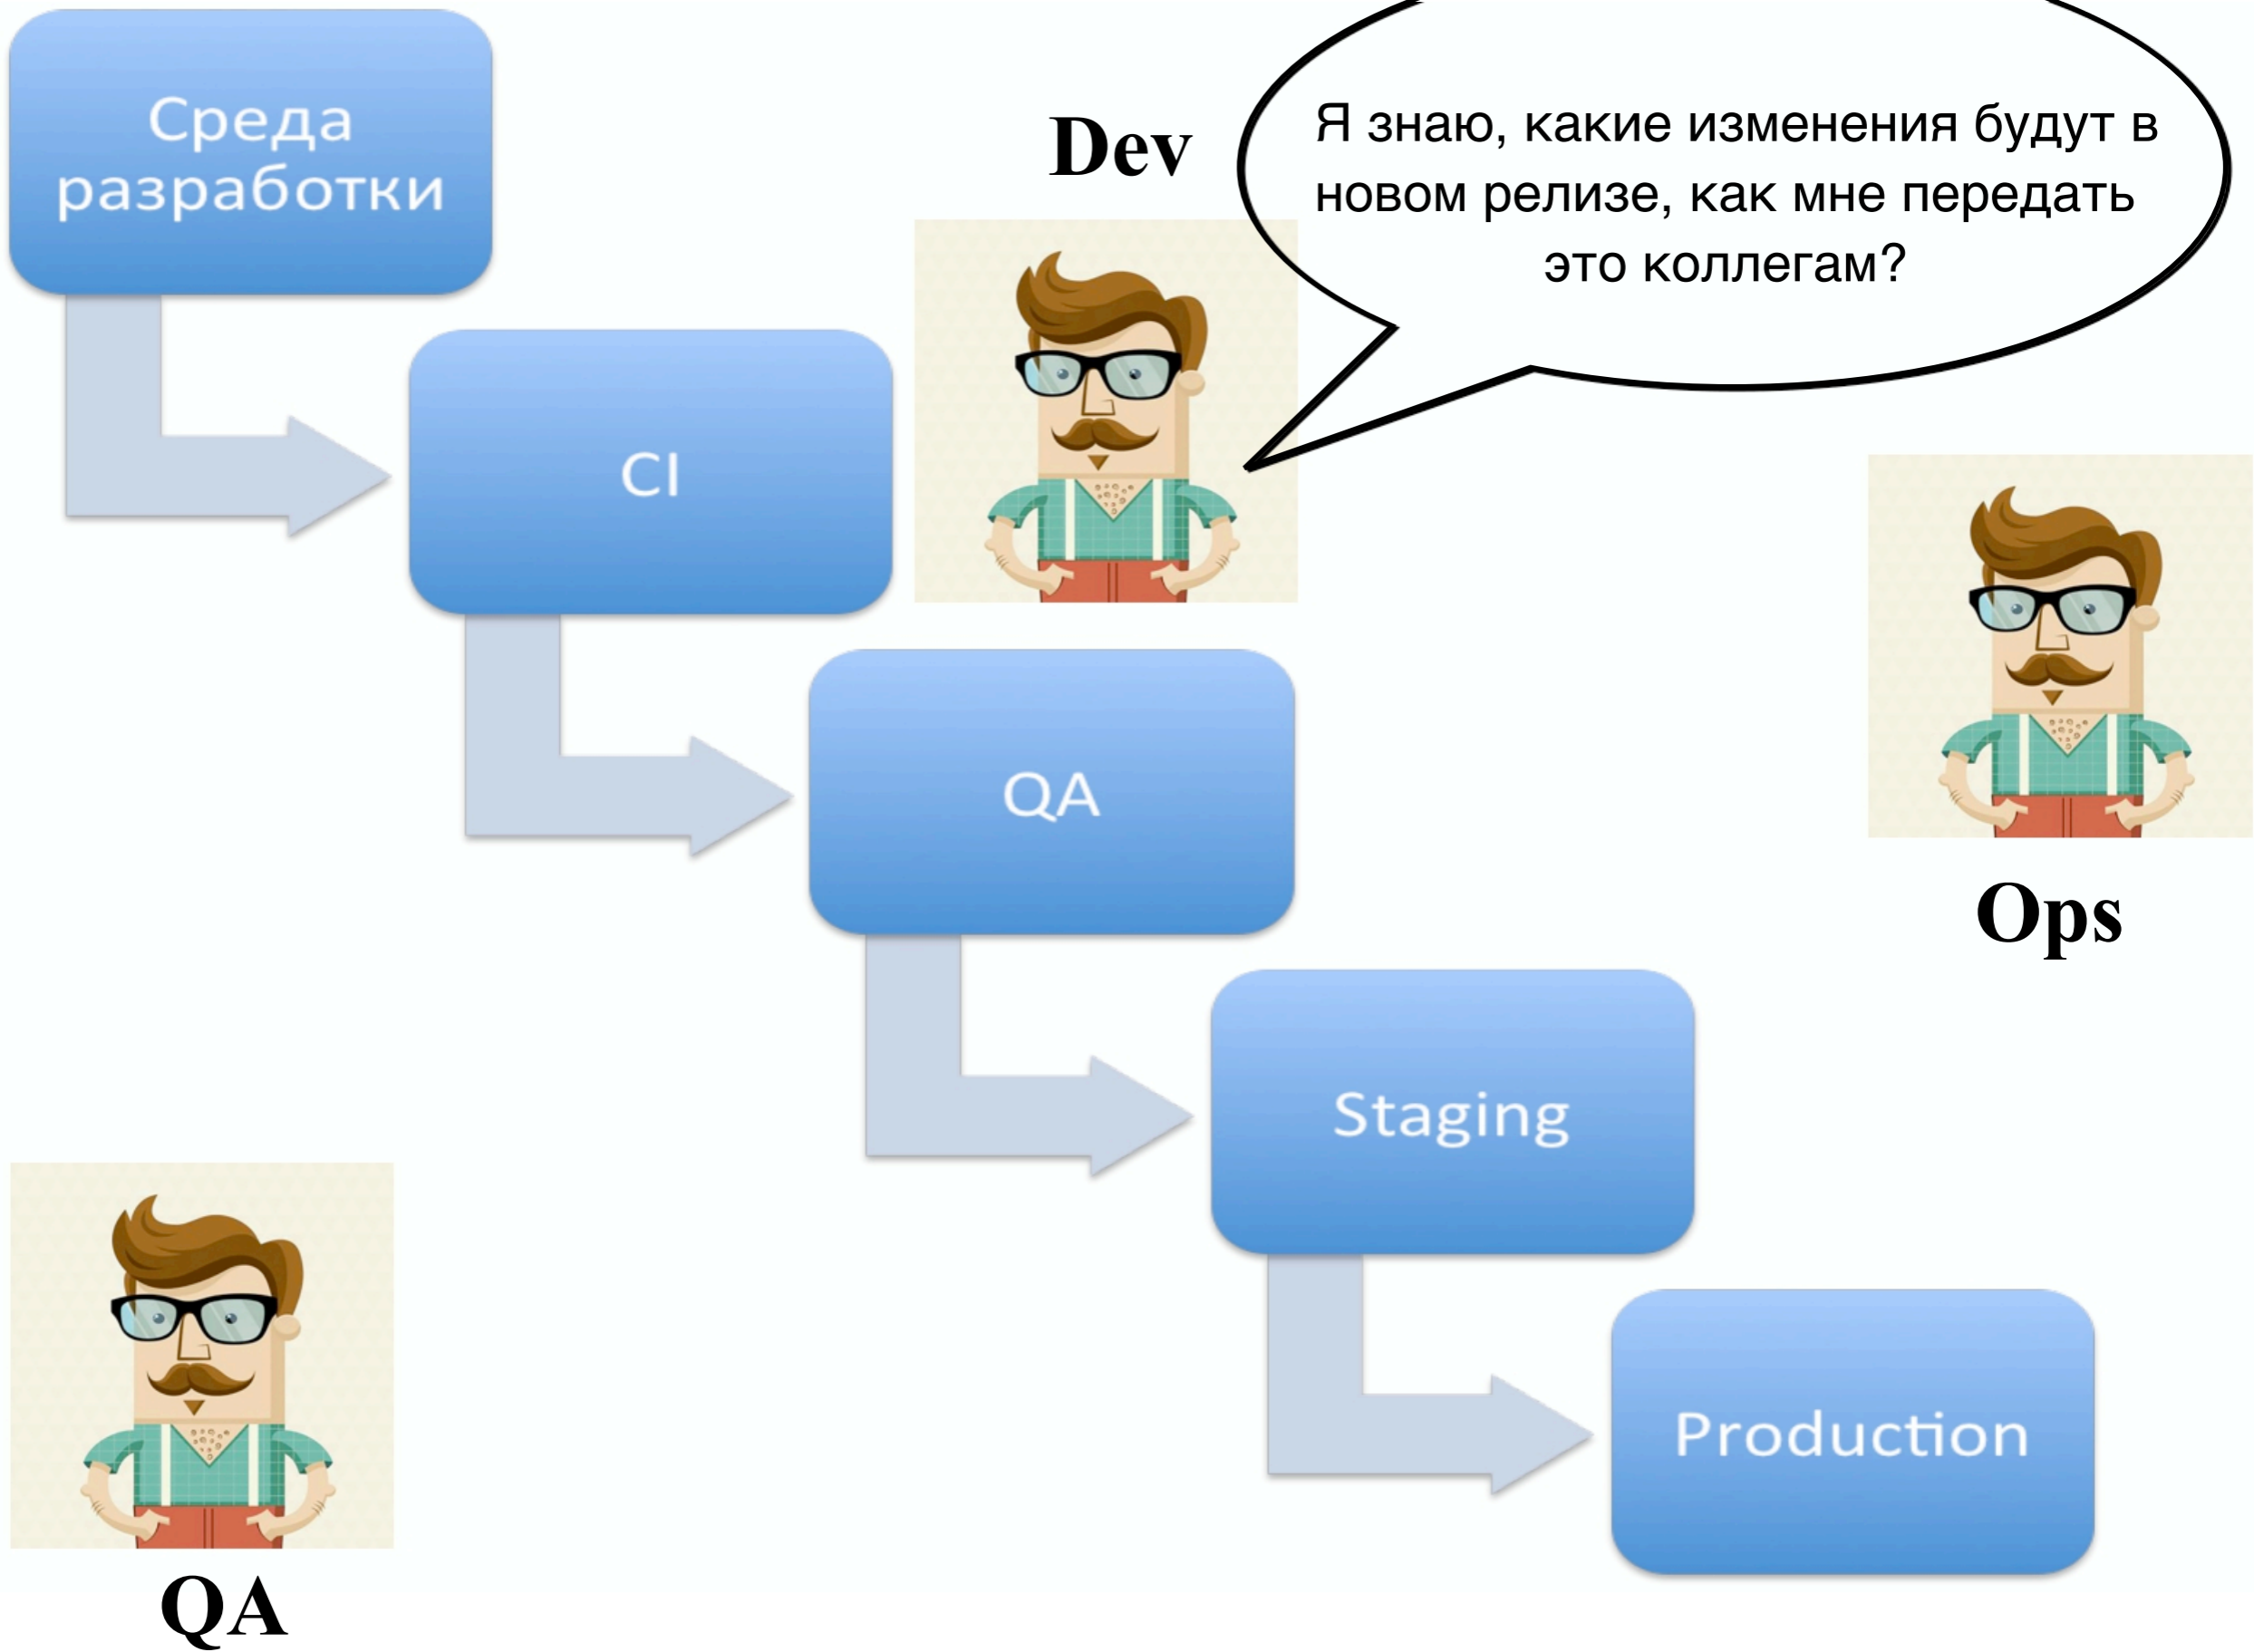 Среда
разработки
Dev
Я знаю, какие изменения будут в
новом релизе, как мне передать
это коллегам?
CI
QA
Ops
Staging
Production
QA